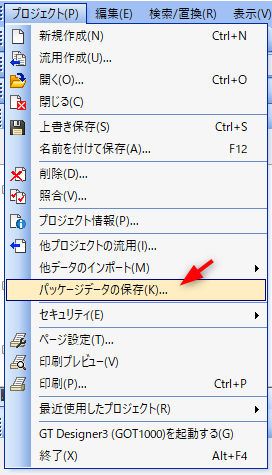 プロジェクト(P) 編集(E) 検索/置換(R) 表示(V)
新規作成(N) Ctrl+N
流用作成(U)...
開く(O)... Ctrl+O
閉じる(C)
上書き保存(S) Ctrl+S
名前を付けて保存(A)... F12
削除(D)...
照合(V)...
プロジェクト情報(P)...
他プロジェクトの流用(I)...
他データのインポート(M)
パッケージデータの保存(K)...
セキュリティ(E)
ページ設定(T)...
印刷プレビュー(V)
印刷(P)... Ctrl+P
最近使用したプロジェクト(R)
GT Designer3 (GOT1000)を起動する(G)
終了(X) Alt+F4